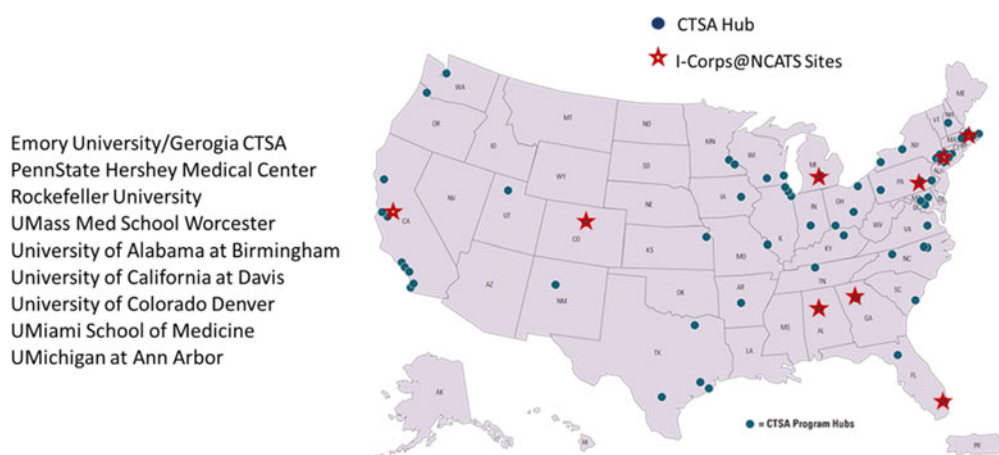 CTSA Hub
I-Corps@NCATS Sites
Emory University/Gerogia CTSA
PennState Hershey Medical Center
Rockefeller University
UMass Med School Worcester
University of Alabama at Birmingham
University of California at Davis
University of Colorado Denver
UMiami School of Medicine
UMichigan at Ann Arbor
WA
OR
ID
MT
ND
MN
WI
MI
NY
VT
ME
SD
WY
NV
UT
CA
CO
NE
IA
IL
IN
OH
PA
NJ
WV
VA
KS
MO
KY
NC
TN
AZ
NM
OK
AR
SC
MS
AL
GA
TX
LA
FL
AK
HI
PR
= CTSA Program Hubs